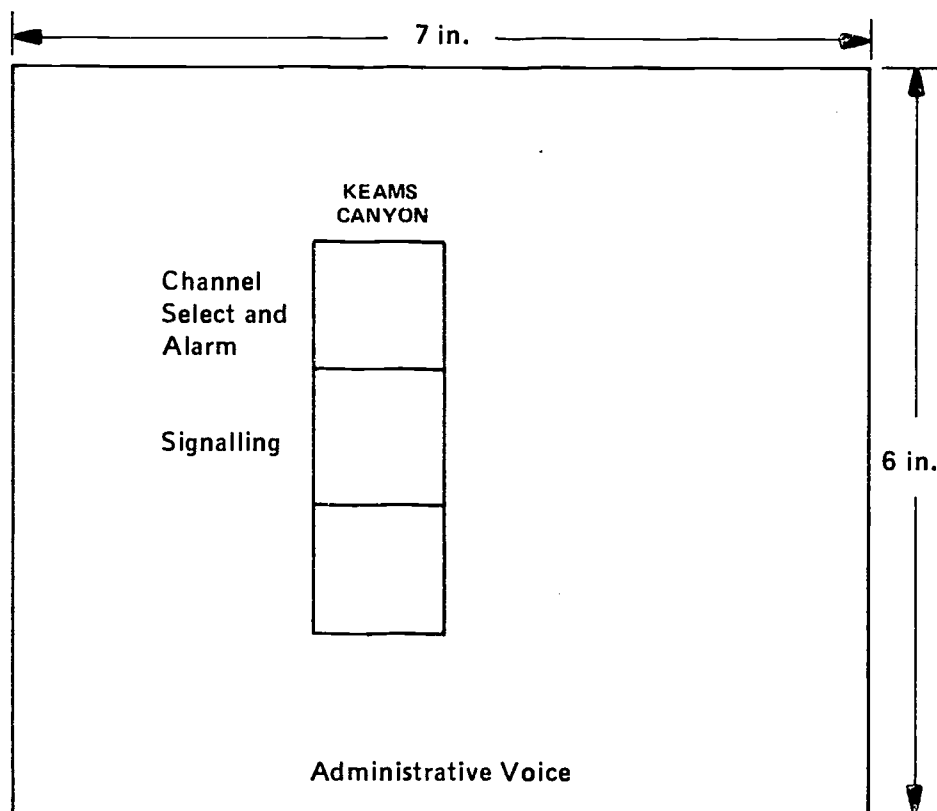 7 in.
KEAMS
CANYON
Channel
Select and
Alarm
Signalling
6 in.
Administrative Voice